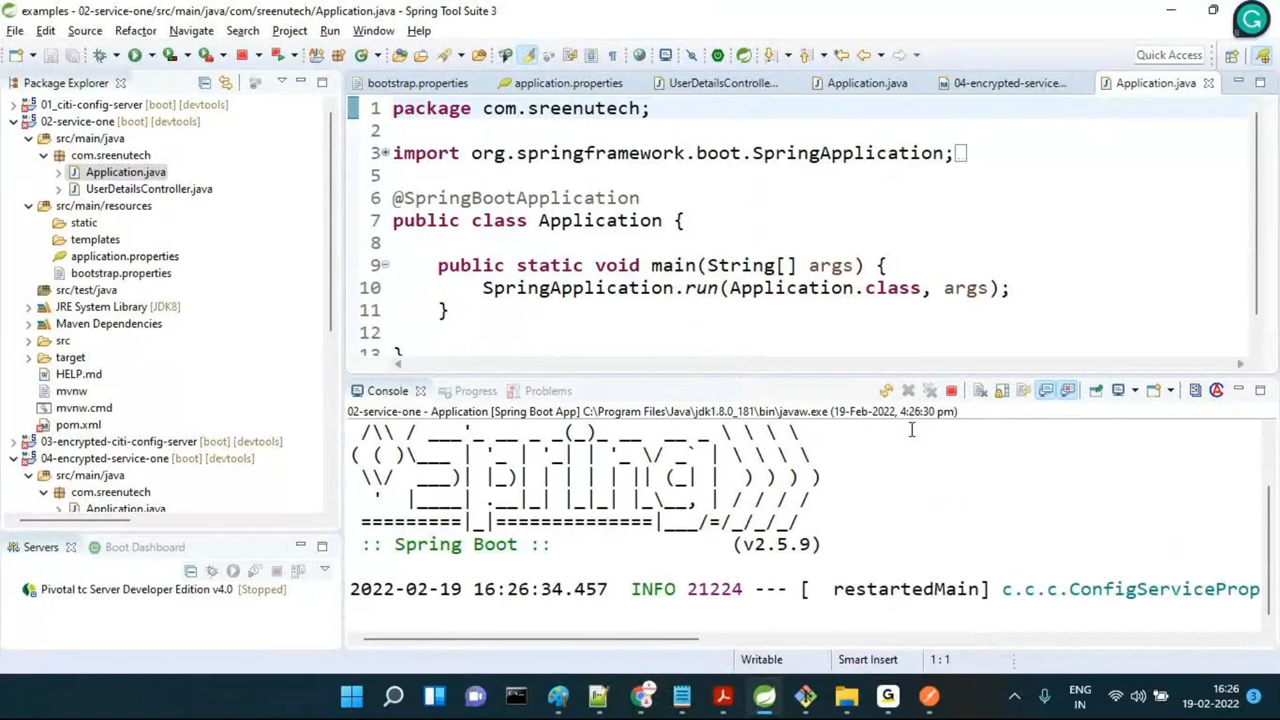 examples - 02-service-one/src/main/java/com/sreenutech/Application.java - Spring Tool Suite 3
File Edit Source Refactor Navigate Search Project Run Window Help
Quick Access
Package Explorer
01_citi-config-server [boot] [devtools]
02-service-one [boot] [devtools]
src/main/java
com.sreenutech
Application.java
UserDetailsController.java
src/main/resources
static
templates
application.properties
bootstrap.properties
src/test/java
JRE System Library [JDK8]
Maven Dependencies
src
target
HELP.md
mvnw
mvnw.cmd
pom.xml
03-encrypted-citi-config-server [boot] [devtools]
04-encrypted-service-one [boot] [devtools]
src/main/java
com.sreenutech
Application.java
Servers Boot Dashboard
Pivotal tc Server Developer Edition v4.0 [Stopped]
bootstrap.properties application.properties UserDetailsControlle... Application.java 04-encrypted-service... Application.java
1 package com.sreenutech;
2
3 import org.springframework.boot.SpringApplication;
5
6 @SpringBootApplication
7 public class Application {
8
9 public static void main(String[] args) {
10 SpringApplication.run(Application.class, args);
11 }
12
13 }
Console Progress Problems
02-service-one - Application [Spring Boot App] C:\Program Files\Java\jdk1.8.0_181\bin\javaw.exe (19-Feb-2022, 4:26:30 pm)
:: Spring Boot :: (v2.5.9)
2022-02-19 16:26:34.457 INFO 21224 --- [ restartedMain] c.c.c.ConfigServiceProp
Writable Smart Insert 1 : 1
ENG
IN
16:26
19-02-2022
3